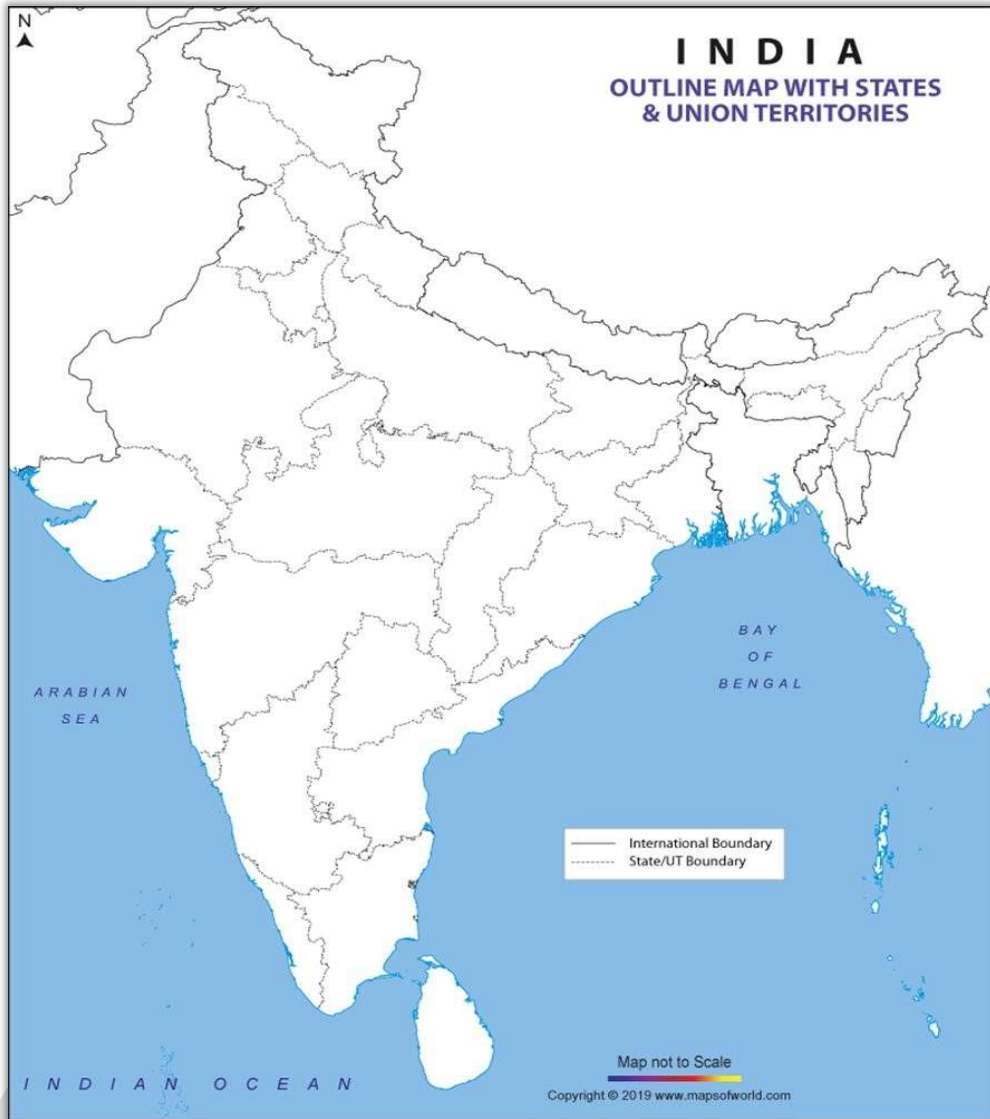 N
INDIA
OUTLINE MAP WITH STATES
& UNION TERRITORIES
ARABIAN
SEA
BAY
OF
BENGAL
International Boundary
State/UT Boundary
INDIAN OCEAN
Map not to Scale
Copyright © 2019 www.mapsofworld.com